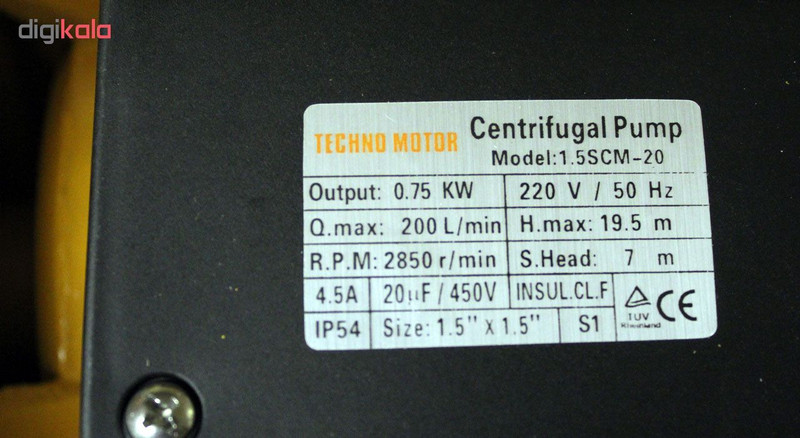 digikala
TECHNO MOTOR Centrifugal Pump
Model:1.5SCM-20
Output: 0.75 KW 220 V / 50 Hz
Q.max: 200 L/min H.max: 19.5 m
R.P.M: 2850 r/min S.Head: 7 m
4.5A 20µF / 450V INSUL.CL.F
IP54 Size: 1.5" X 1.5" S1
TUV CE